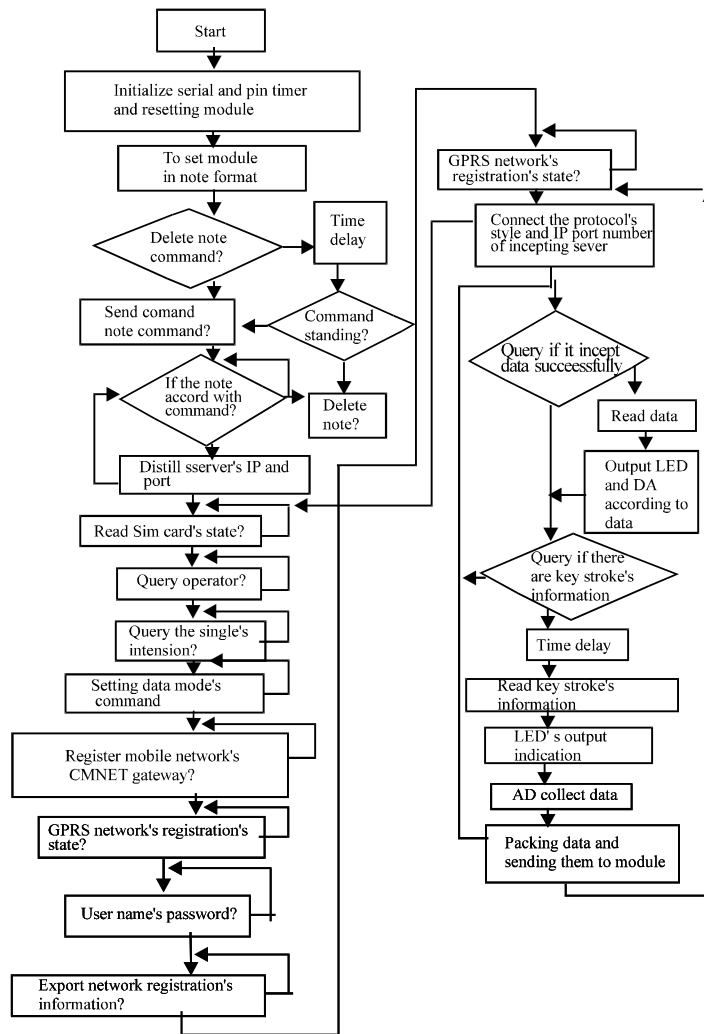 Start
Initialize serial and pin timer
and resetting module
To set module
in note format
Delete note
command?
Time
delay
Send comand
note command?
Command
standing?
If the note
accord with
command?
Delete
note?
Distill sserver's IP and
port
Read Sim card's state?
Query operator?
Query the single's
intension?
Setting data mode's
command
Register mobile network's
CMNET gateway?
GPRS network's registration's
state?
User name's password?
Export network registration's
information?
GPRS network's
registration's state?
Connect the protocol's
style and IP port number
of incepting sever
Query if it incept
data succeessfully
Read data
Output LED
and DA
according to
data
Query if there
are key stroke's
information
Time delay
Read key stroke's
information
LED' s output
indication
AD collect data
Packing data and
sending them to module